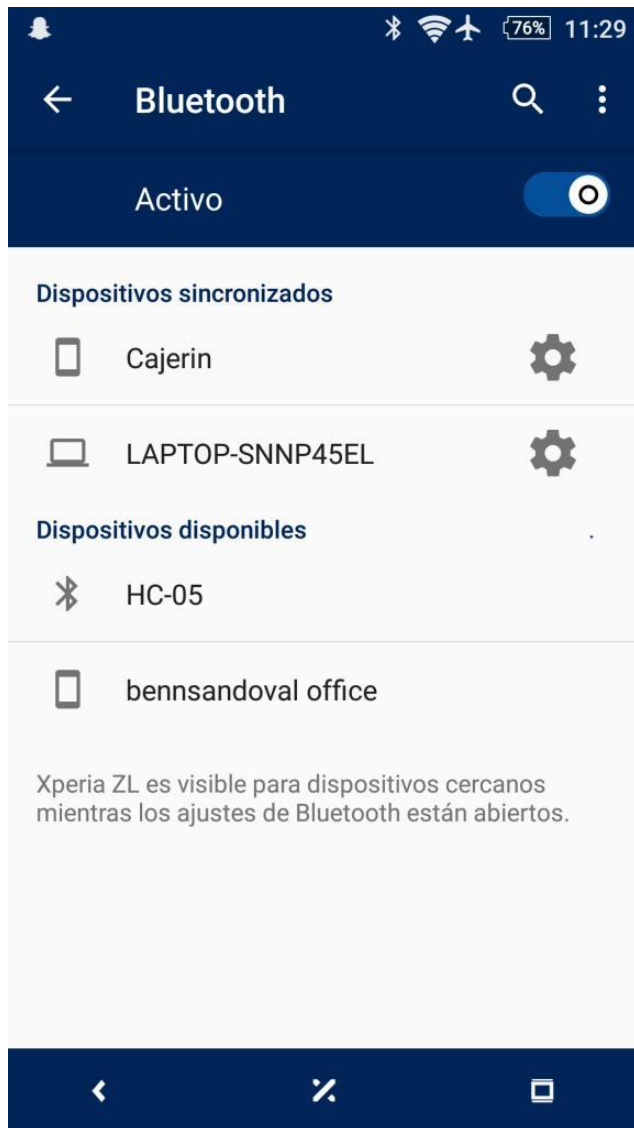 76% 11:29
Bluetooth
Activo
Dispositivos sincronizados
Cajerin
LAPTOP-SNNP45EL
Dispositivos disponibles
HC-05
bennsandoval office
Xperia ZL es visible para dispositivos cercanos
mientras los ajustes de Bluetooth están abiertos.